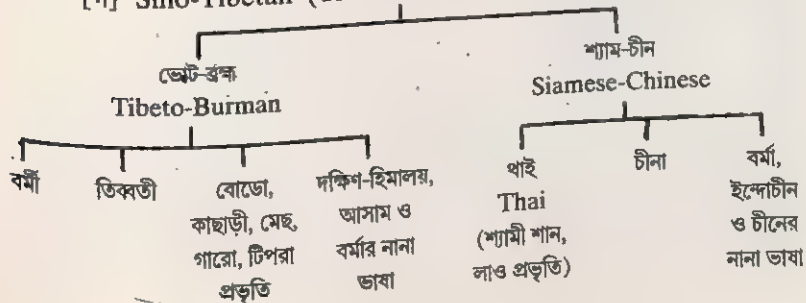 [গ] Sino-Tibetan
ভোট-ব্রহ্ম
Tibeto-Burman
শ্যাম-চীন
Siamese-Chinese
বর্মী
তিব্বতী
বোডো,
কাছাড়ী, মেছ,
গারো, টিপরা
প্রভৃতি
দক্ষিণ-হিমালয়,
আসাম ও
বর্মার নানা
ভাষা
থাই
Thai
(শ্যামী শান,
লাও প্রভৃতি)
চীনা
বর্মা,
ইন্দোচীন
ও চীনের
নানা ভাষা